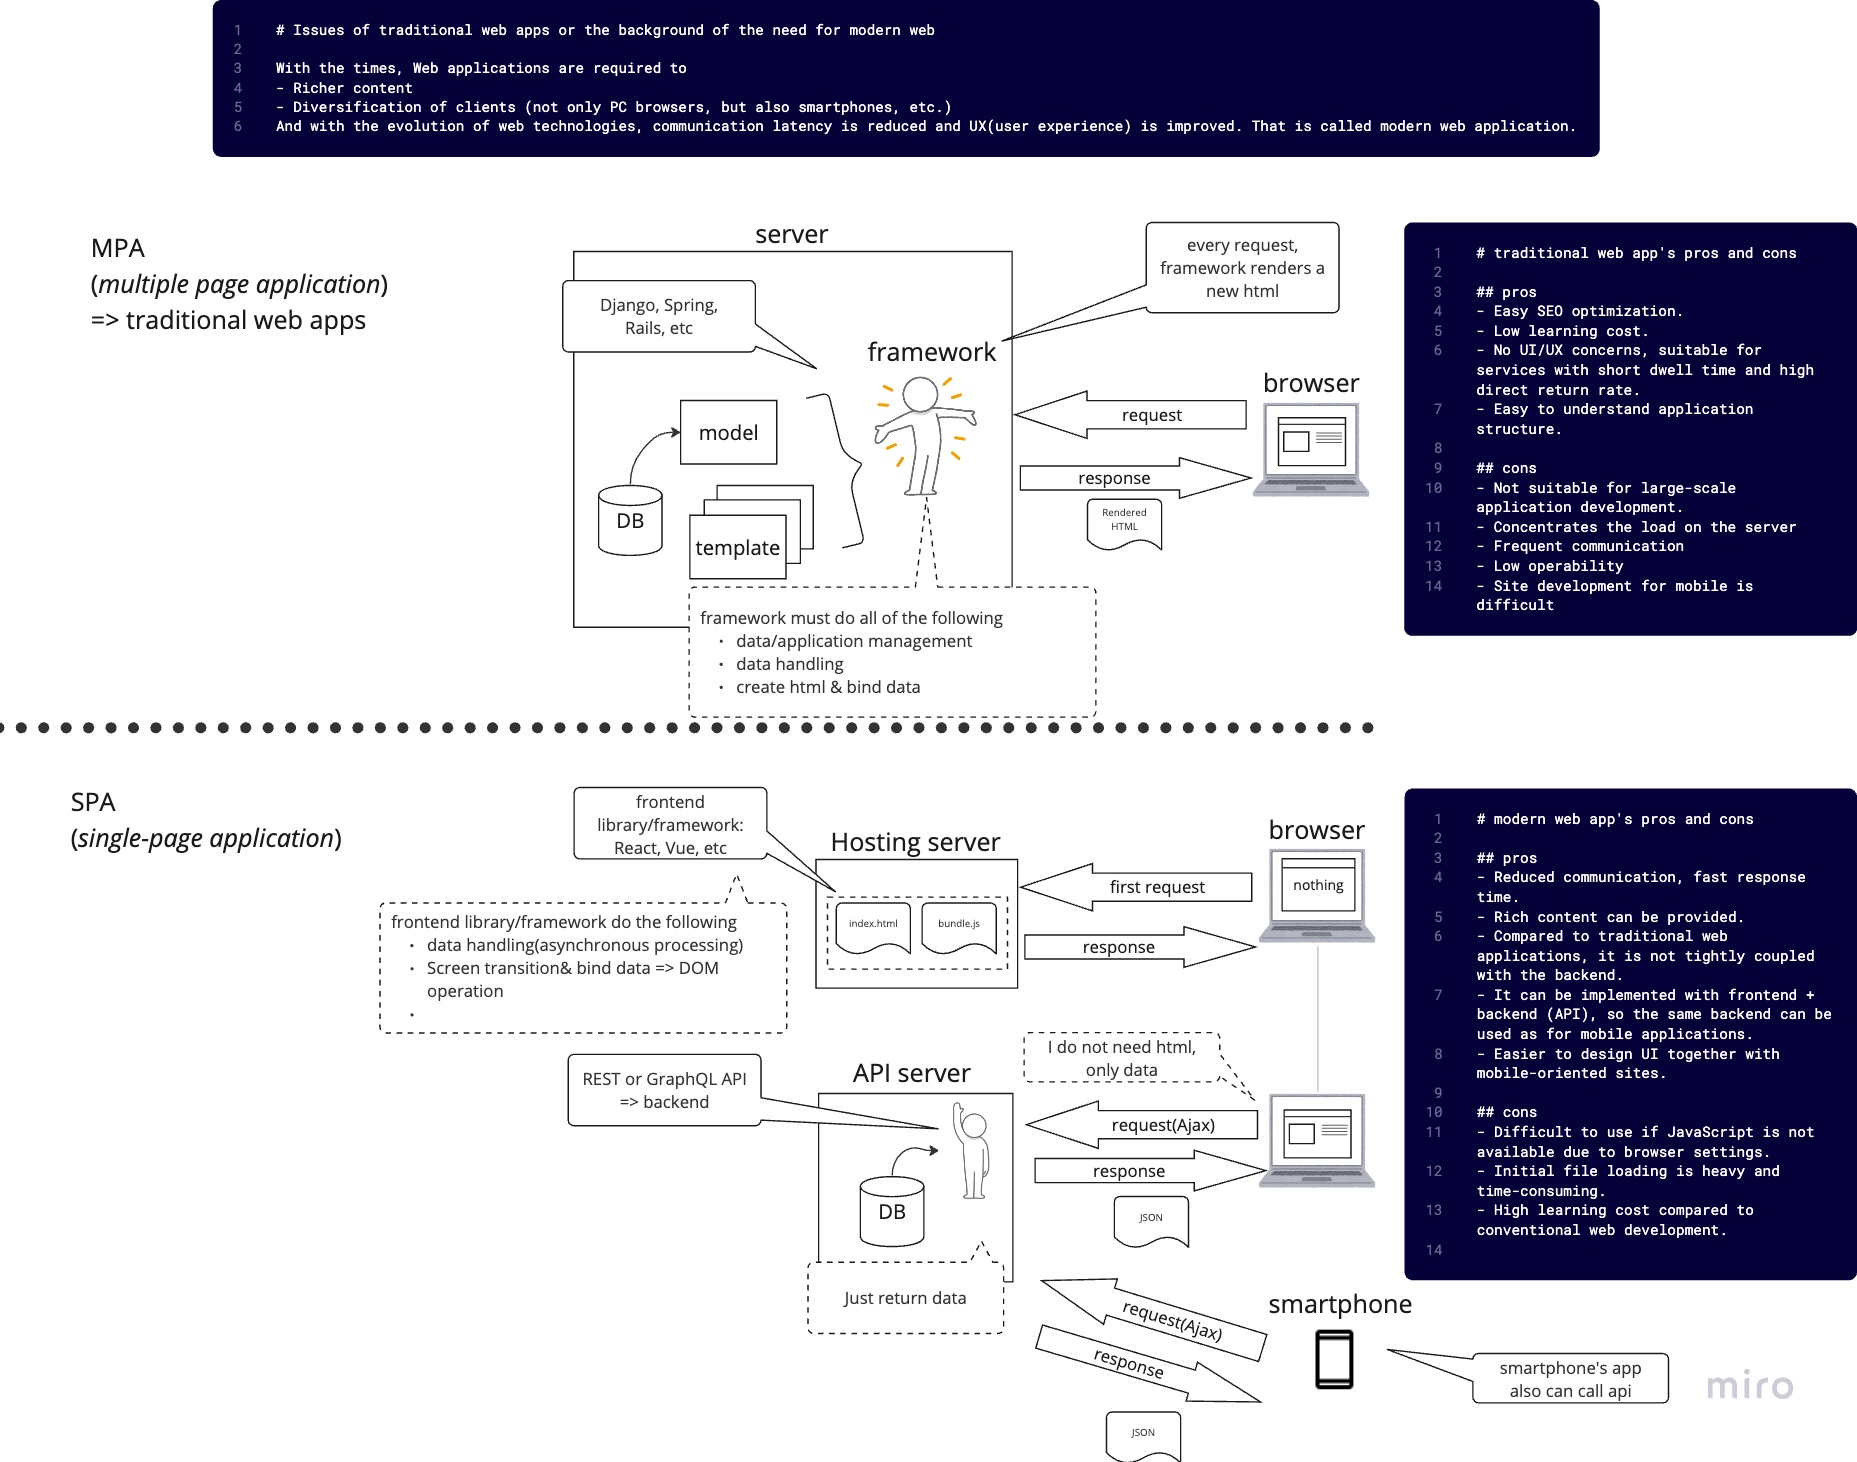 1 # Issues of traditional web apps or the background of the need for modern web
2
3 With the times, Web applications are required to
4 - Richer content
5 - Diversification of clients (not only PC browsers, but also smartphones, etc.)
6 And with the evolution of web technologies, communication latency is reduced and UX(user experience) is improved. That is called modern web application.
MPA
(multiple page application)
=> traditional web apps
server
Django, Spring,
Rails, etc
every request,
framework renders a
new html
framework
model
DB
template
request
response
Rendered
HTML
browser
framework must do all of the following
• data/application management
• data handling
• create html & bind data
1 # traditional web app's pros and cons
2
3 ## pros
4 - Easy SEO optimization.
5 - Low learning cost.
6 - No UI/UX concerns, suitable for
services with short dwell time and high
direct return rate.
7 - Easy to understand application
structure.
8
9 ## cons
10 - Not suitable for large-scale
application development.
11 - Concentrates the load on the server
12 - Frequent communication
13 - Low operability
14 - Site development for mobile is
difficult
SPA
(single-page application)
frontend
library/framework:
React, Vue, etc
frontend library/framework do the following
• data handling(asynchronous processing)
• Screen transition& bind data => DOM
operation
•
Hosting server
index.html
bundle.js
first request
response
browser
nothing
REST or GraphQL API
=> backend
API server
DB
Just return data
I do not need html,
only data
request(Ajax)
response
JSON
request(Ajax)
response
JSON
smartphone
smartphone's app
also can call api
1 # modern web app's pros and cons
2
3 ## pros
4 - Reduced communication, fast response
time.
5 - Rich content can be provided.
6 - Compared to traditional web
applications, it is not tightly coupled
with the backend.
7 - It can be implemented with frontend +
backend (API), so the same backend can be
used as for mobile applications.
8 - Easier to design UI together with
mobile-oriented sites.
9
10 ## cons
11 - Difficult to use if JavaScript is not
available due to browser settings.
12 - Initial file loading is heavy and
time-consuming.
13 - High learning cost compared to
conventional web development.
14
miro